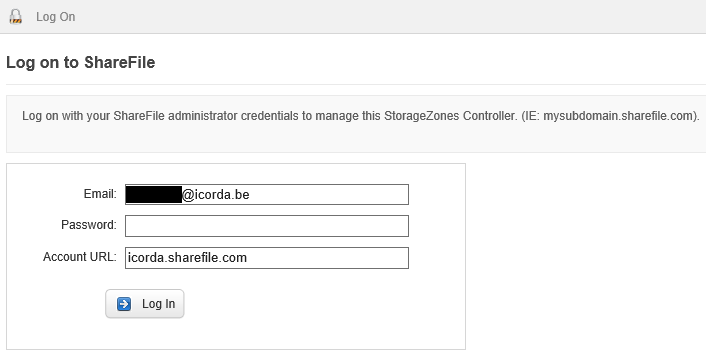 Log On
Log on to ShareFile
Log on with your ShareFile administrator credentials to manage this StorageZones Controller. (IE: mysubdomain.sharefile.com).
Email: @icorda.be
Password:
Account URL: icorda.sharefile.com
Log In